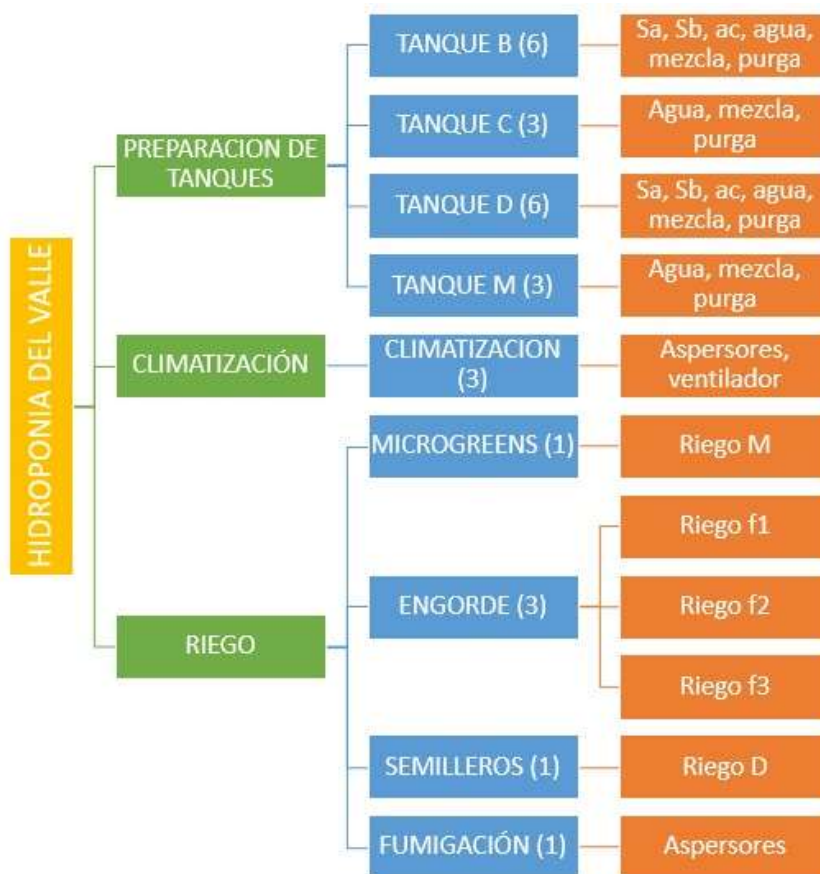 HIDROPONIA DEL VALLE
PREPARACION DE
TANQUES
TANQUE B (6)
Sa, Sb, ac, agua,
mezcla, purga
TANQUE C (3)
Agua, mezcla,
purga
TANQUE D (6)
Sa, Sb, ac, agua,
mezcla, purga
TANQUE M (3)
Agua, mezcla,
purga
CLIMATIZACIÓN
CLIMATIZACION
(3)
Aspersores,
ventilador
RIEGO
MICROGREENS (1)
Riego M
ENGORDE (3)
Riego f1
Riego f2
Riego f3
SEMILLEROS (1)
Riego D
FUMIGACIÓN (1)
Aspersores